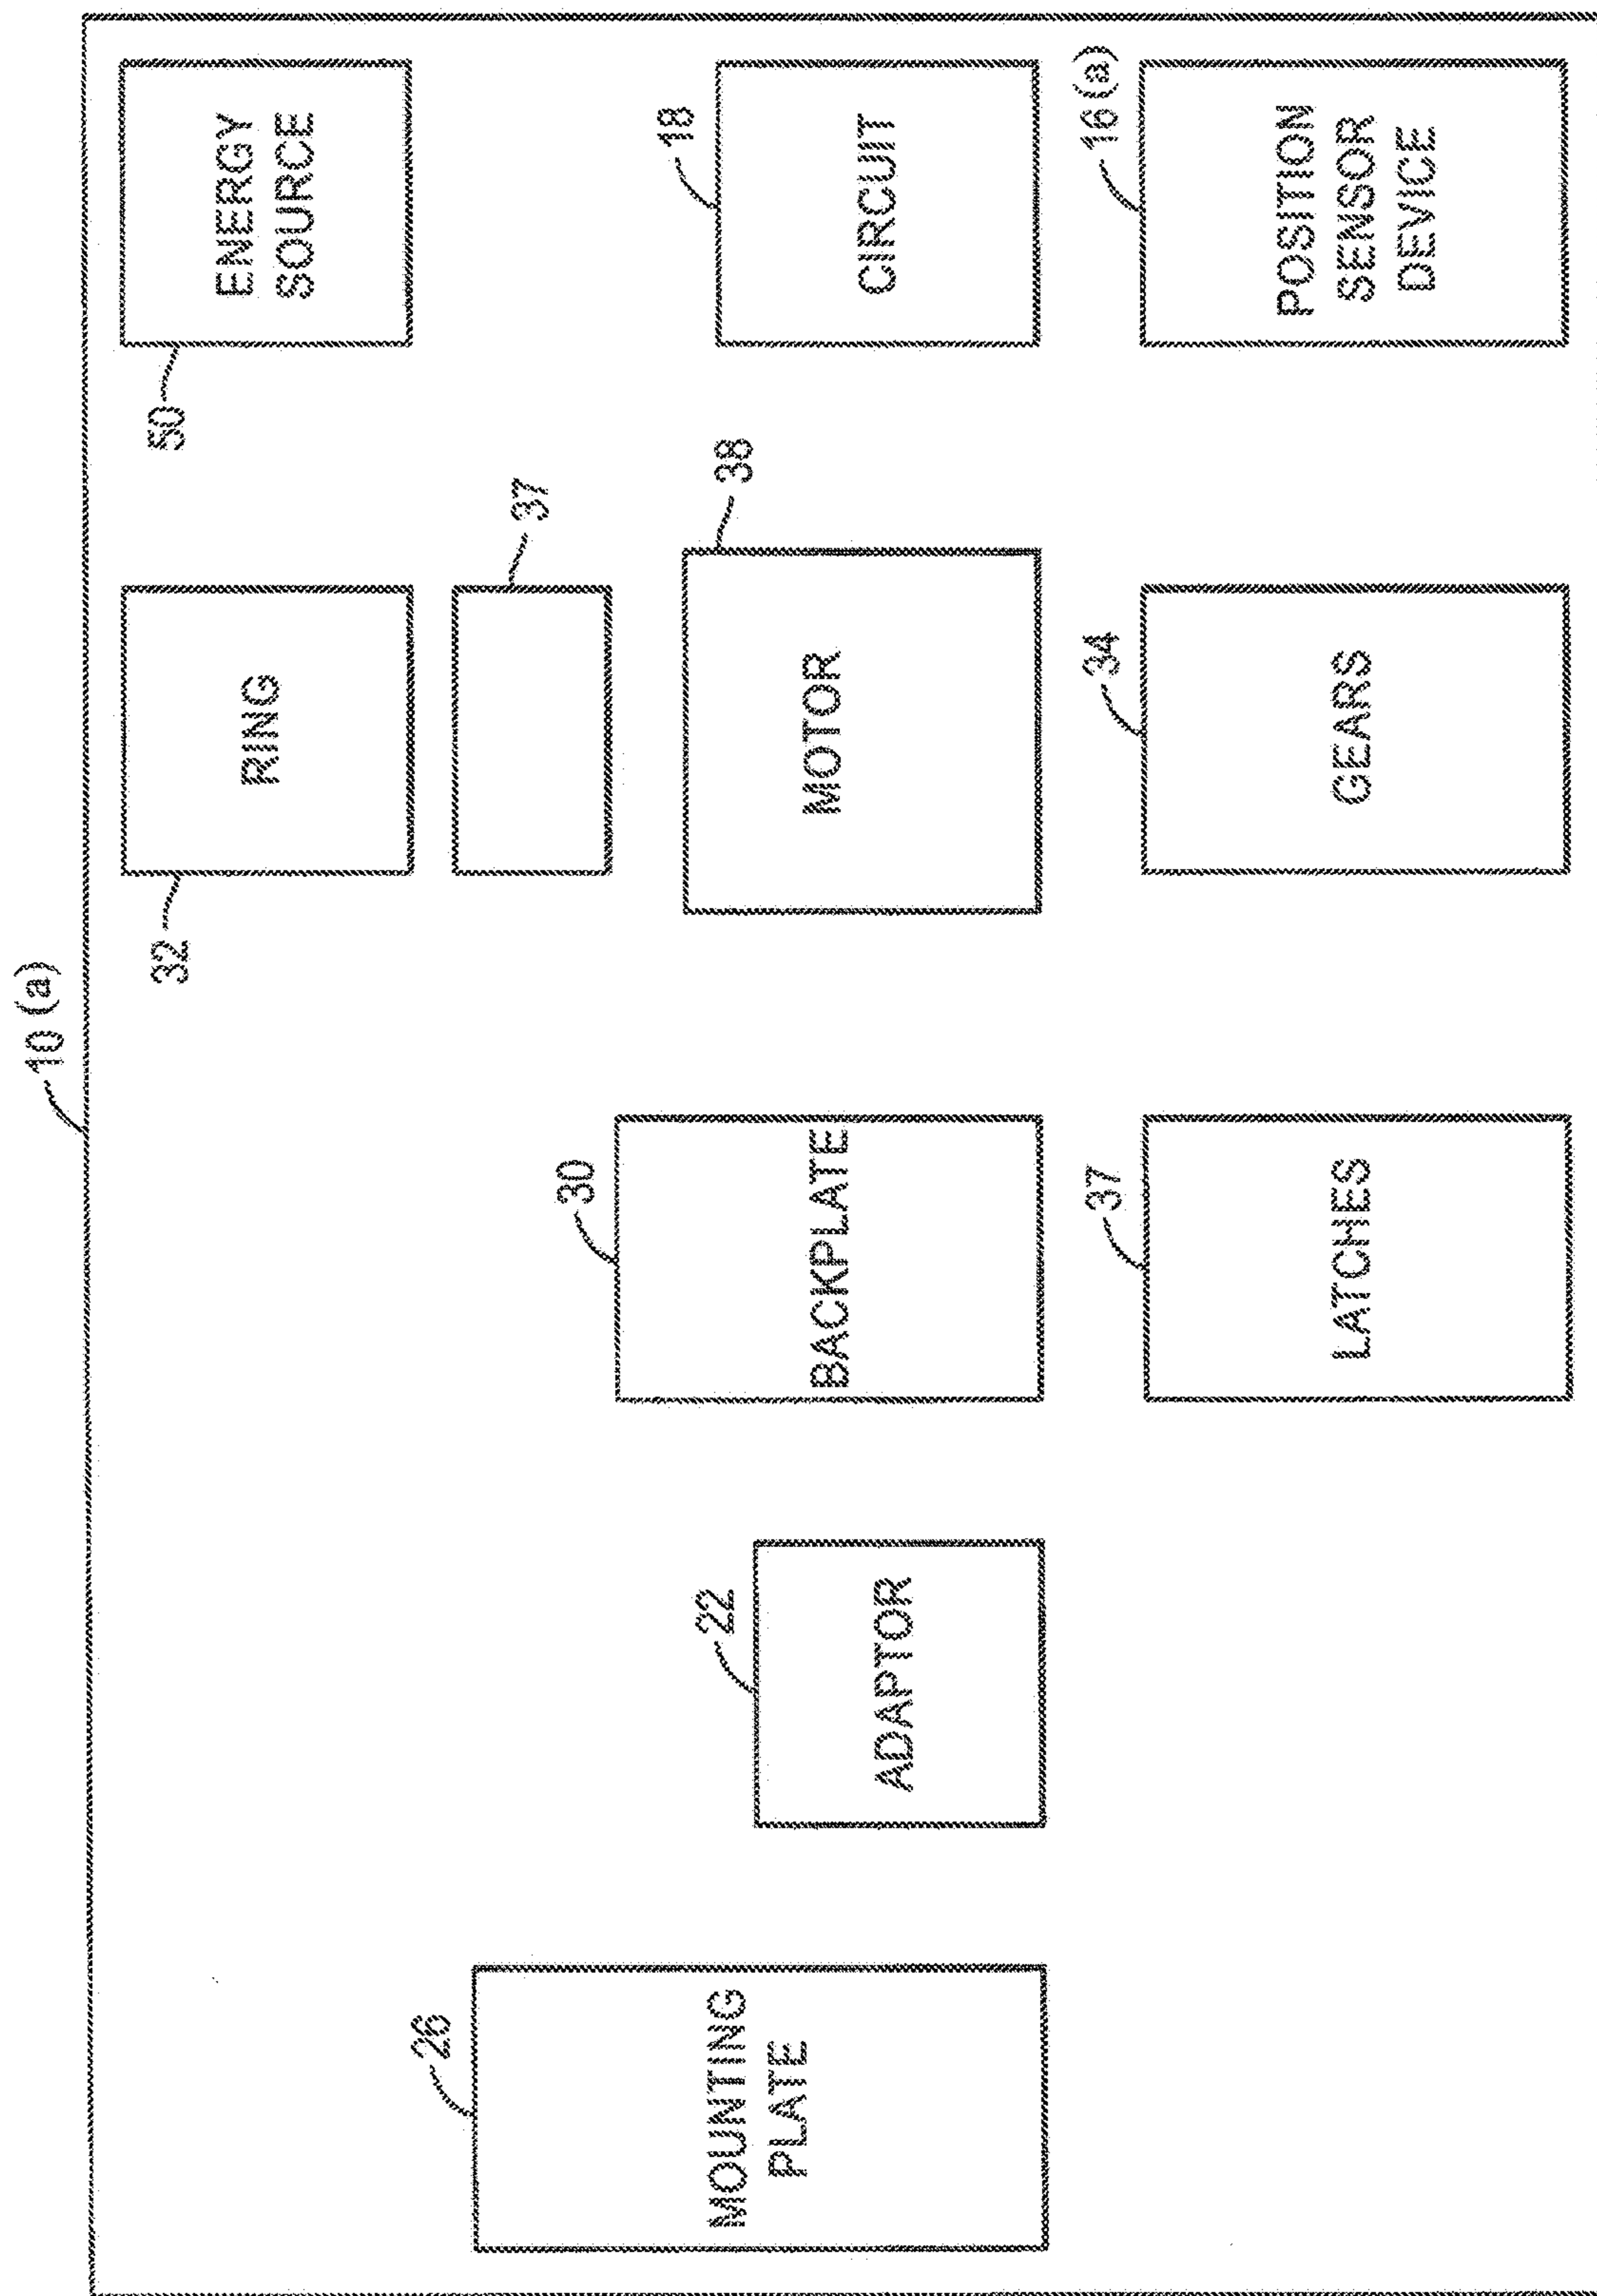 10(a)
26
MOUNTING
PLATE
22
ADAPTOR
30
BACKPLATE
37
LATCHES
32
RING
37
38
MOTOR
34
GEARS
50
ENERGY
SOURCE
18
CIRCUIT
16(a)
POSITION
SENSOR
DEVICE